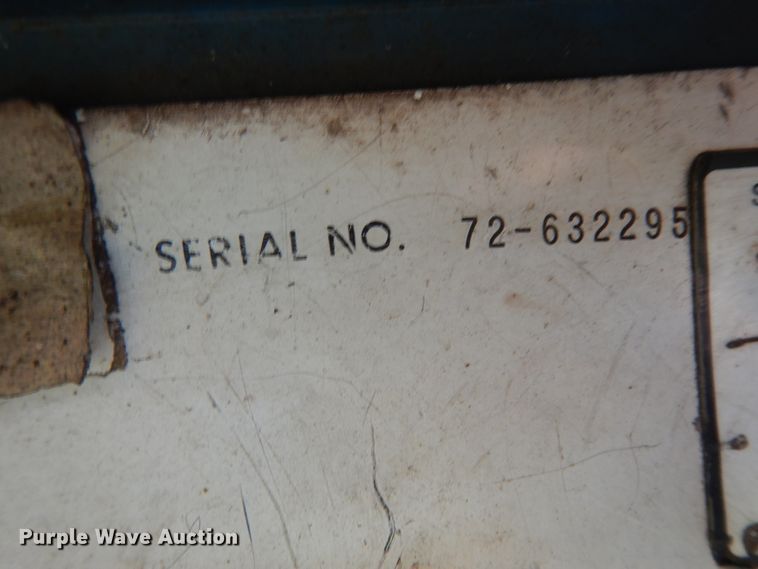 SERIAL NO. 72-632295
S
Purple Wave Auction